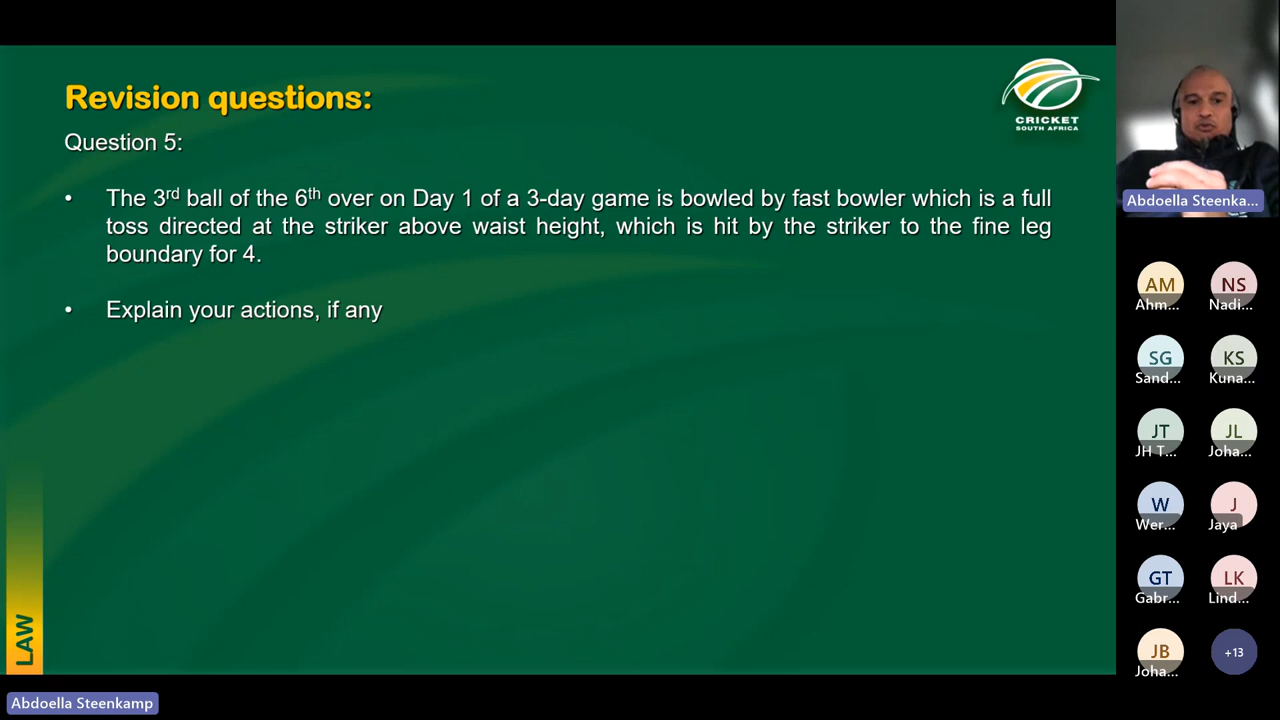 Revision questions:
CRICKET
SOUTH AFRICA
Question 5:
• The 3rd ball of the 6th over on Day 1 of a 3-day game is bowled by fast bowler which is a full
toss directed at the striker above waist height, which is hit by the striker to the fine leg
boundary for 4.
• Explain your actions, if any
LAW
Abdoella Steenkamp
Abdoella Steenka...
AM
Ahm...
NS
Nadi...
SG
Sand...
KS
Kuna...
JT
JH T...
JL
Joha...
W
Wer...
J
Jaya
GT
Gabr...
LK
Lind...
JB
Joha...
+13